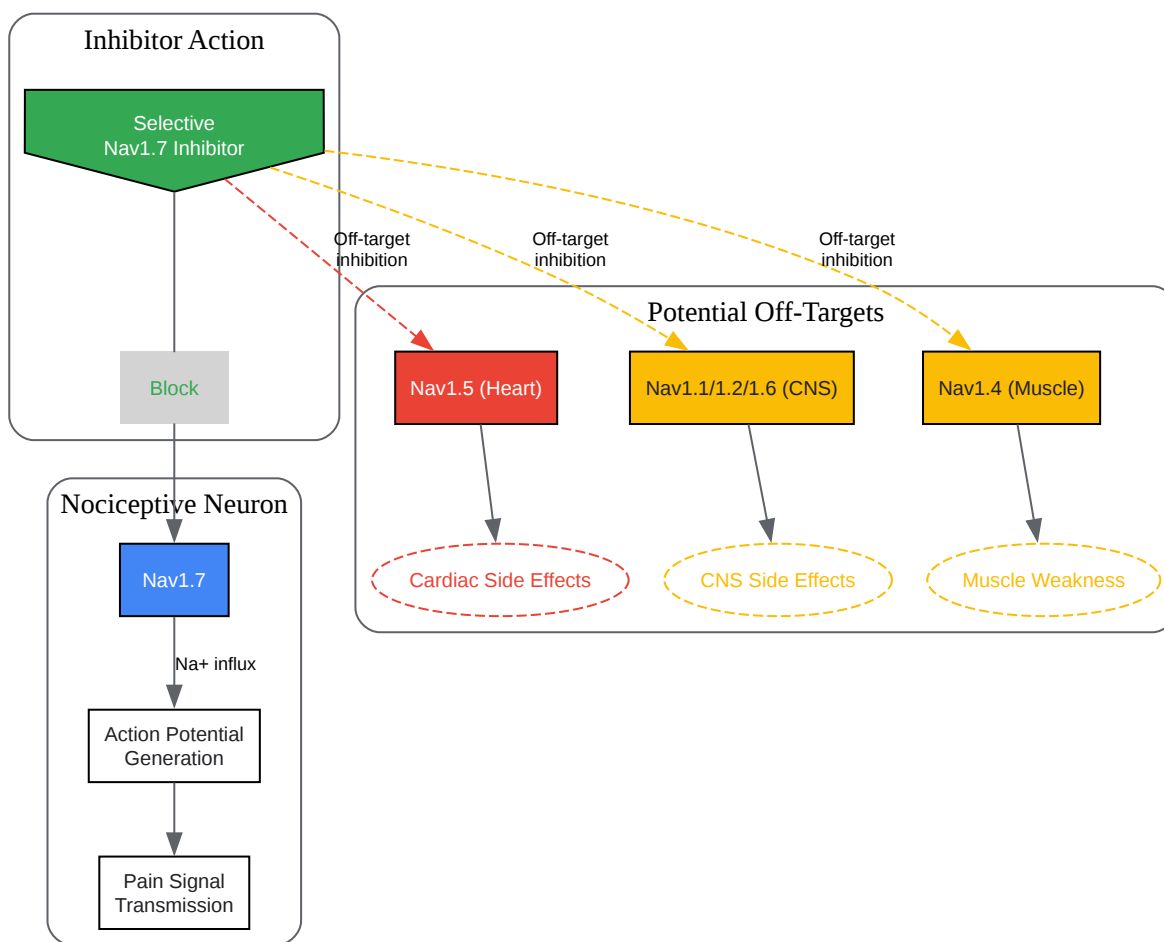 Inhibitor Action
Selective
Nav1.7 Inhibitor
Off-target
inhibition
Off-target
inhibition
Off-target
inhibition
Potential Off-Targets
Block
Nav1.5 (Heart)
Nav1.1/1.2/1.6 (CNS)
Nav1.4 (Muscle)
Nociceptive Neuron
Nav1.7
Cardiac Side Effects
CNS Side Effects
Muscle Weakness
Na+ influx
Action Potential
Generation
Pain Signal
Transmission